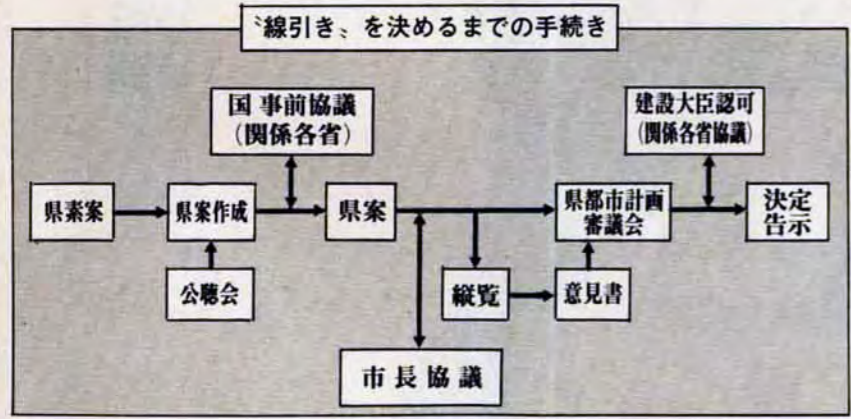 〝線引き〟を決めるまでの手続き
国 事前協議
(関係各省)
建設大臣認可
(関係各省協議)
県素案
県案作成
県案
県都市計画
審議会
決定
告示
公聴会
縦覧
意見書
市長協議